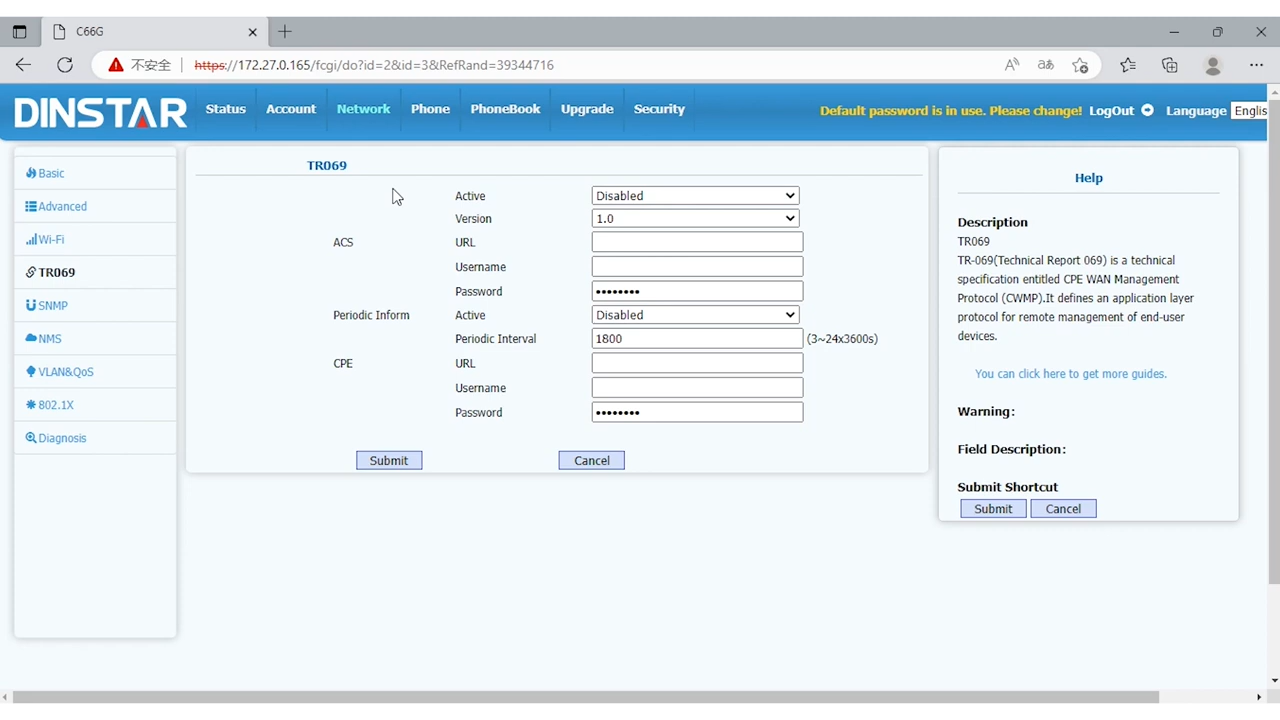 C66G
不安全 https://172.27.0.165/fcgi/do?id=2&id=3&RefRand=39344716
DINSTAR Status Account Network Phone PhoneBook Upgrade Security Default password is in use. Please change! LogOut Language Englis
Basic
Advanced
Wi-Fi
TR069
SNMP
NMS
VLAN&QoS
802.1X
Diagnosis
TR069
Active Disabled
Version 1.0
ACS URL
Username
Password ••••••••
Periodic Inform Active Disabled
Periodic Interval 1800 (3~24x3600s)
CPE URL
Username
Password ••••••••
Submit Cancel
Help
Description
TR069
TR-069(Technical Report 069) is a technical
specification entitled CPE WAN Management
Protocol (CWMP).It defines an application layer
protocol for remote management of end-user
devices.
You can click here to get more guides.
Warning:
Field Description:
Submit Shortcut
Submit Cancel